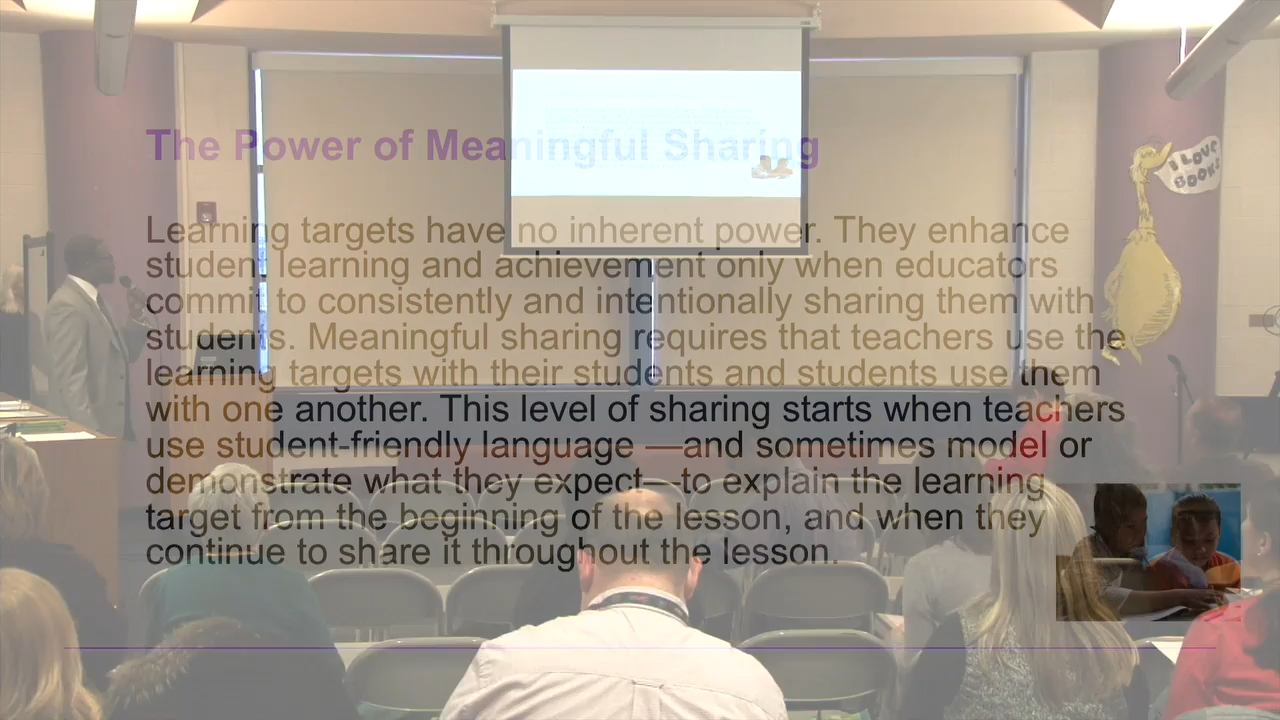 The Power of Meaningful Sharing
Learning targets have no inherent power. They enhance
student learning and achievement only when educators
commit to consistently and intentionally sharing them with
students. Meaningful sharing requires that teachers use the
learning targets with their students and students use them
with one another. This level of sharing starts when teachers
use student-friendly language —and sometimes model or
demonstrate what they expect—to explain the learning
target from the beginning of the lesson, and when they
continue to share it throughout the lesson.
I LOVE
BOOKS